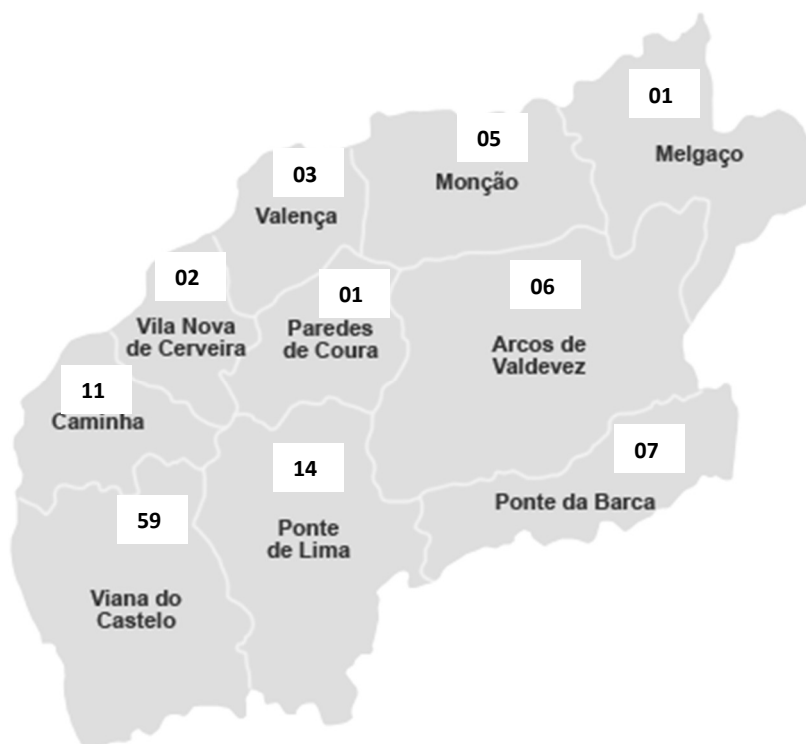 01
Melgaço
05
Monção
03
Valença
02
Vila Nova
de Cerveira
01
Paredes
de Coura
06
Arcos de
Valdevez
11
Caminha
07
Ponte da Barca
14
Ponte
de Lima
59
Viana do
Castelo